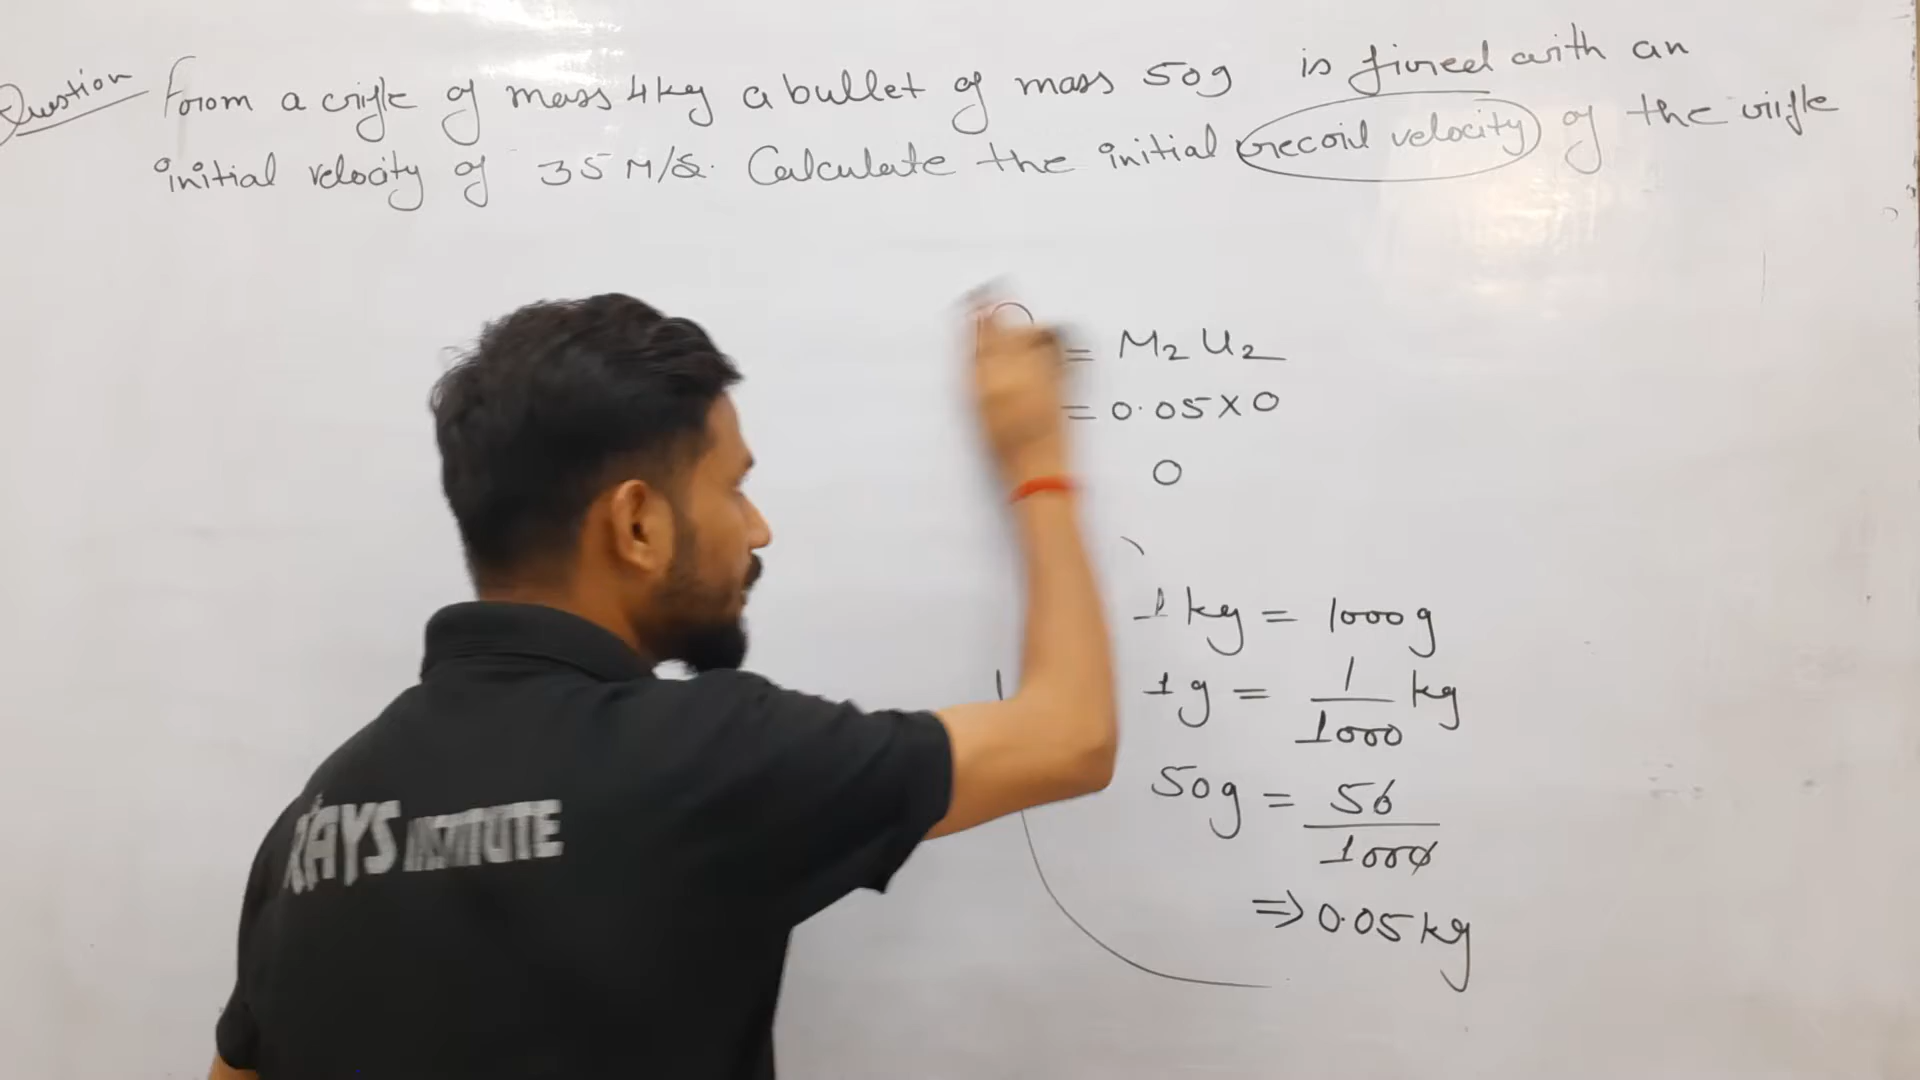 Question From a rifle of mass 4kg a bullet of mass 50g is fired with an
initial velocity of 35 M/S. Calculate the initial recoil velocity of the rifle
= M2 U2
= 0.05 X 0
0
1 kg = 1000g
1g = 1/1000 kg
50g = 50/1000
⇒ 0.05 kg
RAYS INSTITUTE